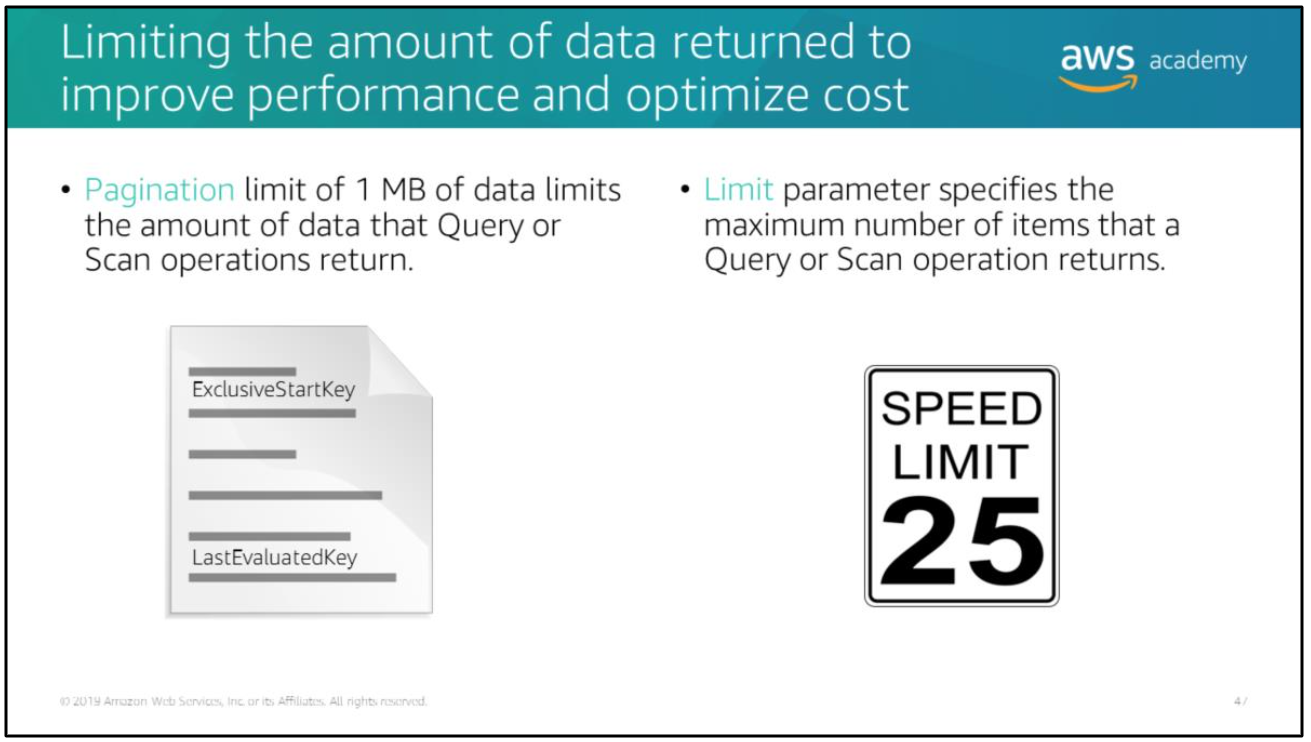 Limiting the amount of data returned to
improve performance and optimize cost
aws academy
• Pagination limit of 1 MB of data limits
the amount of data that Query or
Scan operations return.
• Limit parameter specifies the
maximum number of items that a
Query or Scan operation returns.
ExclusiveStartKey
LastEvaluatedKey
SPEED
LIMIT
25
© 2019 Amazon Web Services, Inc. or its Affiliates. All rights reserved.
47